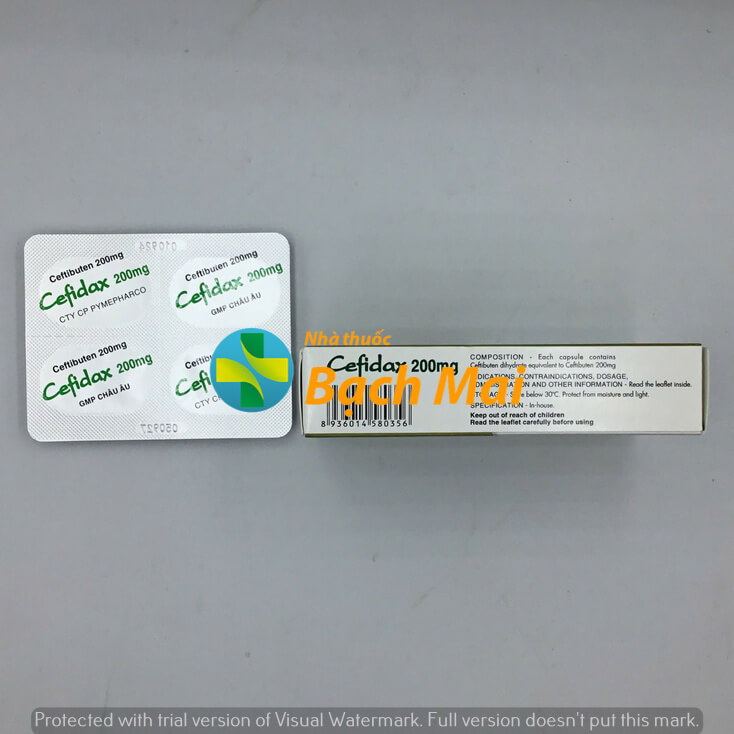 010924
Ceftibuten 200mg
Cefidax 200mg
CTY CP PYMEPHARCO
Ceftibuten 200mg
Cefidax 200mg
GMP CHÂU ÂU
Ceftibuten 200mg
Cefidax 200mg
GMP CHÂU ÂU
CTY CP
050927
Nhà thuốc
Bạch Mai
Cefidax 200mg
8 936014 580356
COMPOSITION - Each capsule contains
Ceftibuten dihydrate equivalent to Ceftibuten 200mg
CONTRAINDICATIONS, DOSAGE,
AND OTHER INFORMATION - Read the leaflet inside.
below 30°C. Protect from moisture and light.
SPECIFICATION - In-house.
Keep out of reach of children
Read the leaflet carefully before using
Protected with trial version of Visual Watermark. Full version doesn't put this mark.